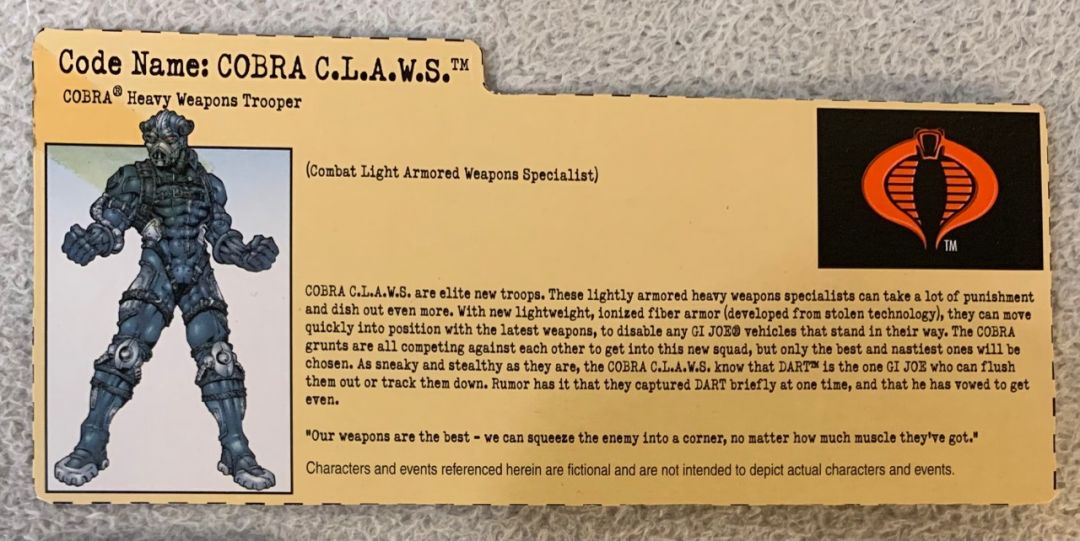 Code Name: COBRA C.L.A.W.S.™
COBRA® Heavy Weapons Trooper
(Combat Light Armored Weapons Specialist)
TM
COBRA C.L.A.W.S. are elite new troops. These lightly armored heavy weapons specialists can take a lot of punishment
and dish out even more. With new lightweight, ionized fiber armor (developed from stolen technology), they can move
quickly into position with the latest weapons, to disable any GI JOE® vehicles that stand in their way. The COBRA
grunts are all competing against each other to get into this new squad, but only the best and nastiest ones will be
chosen. As sneaky and stealthy as they are, the COBRA C.L.A.W.S. know that DART™ is the one GI JOE who can flush
them out or track them down. Rumor has it that they captured DART briefly at one time, and that he has vowed to get
even.
"Our weapons are the best - we can squeeze the enemy into a corner, no matter how much muscle they've got."
Characters and events referenced herein are fictional and are not intended to depict actual characters and events.